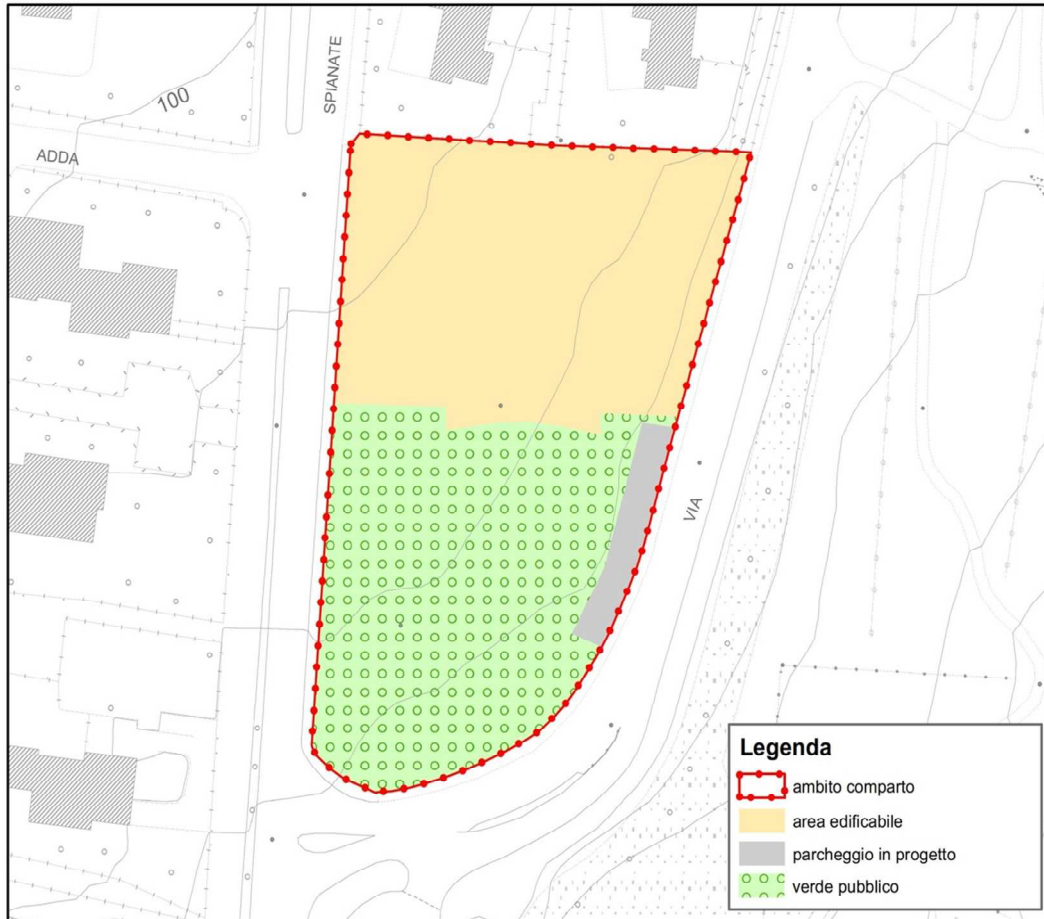 SPIANATE
100
ADDA
VIA
Legenda
ambito comparto
area edificabile
parcheggio in progetto
verde pubblico